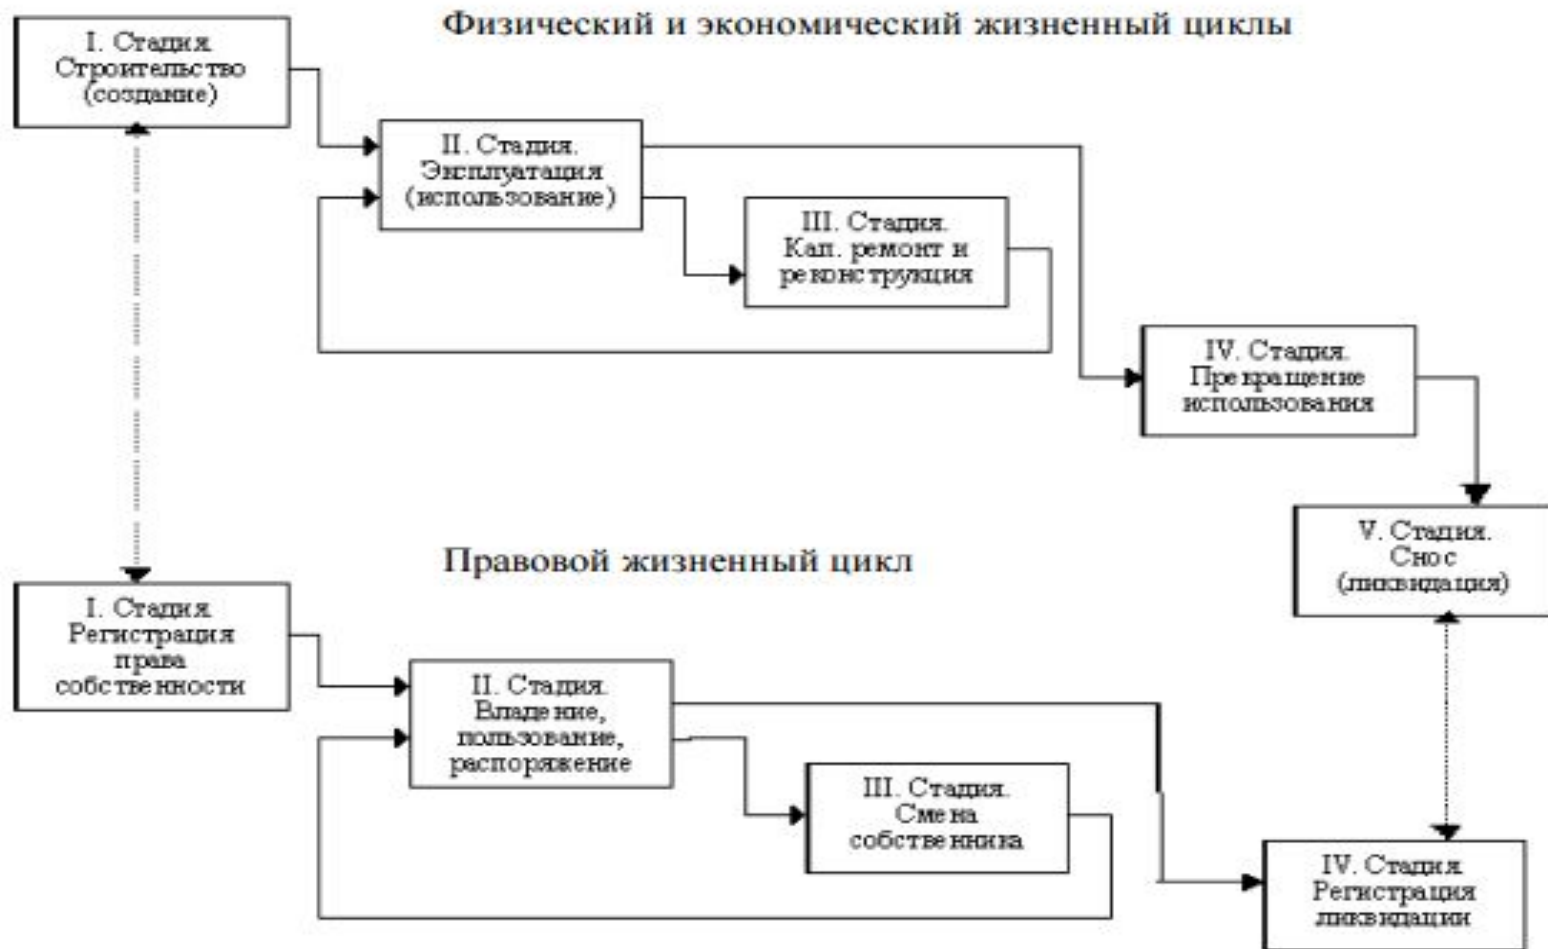 Физический и экономический жизненный циклы
I. Стадия
Строительство
(создание)
II. Стадия.
Эксплуатация
(использование)
III. Стадия.
Кап. ремонт и
реконструкция
IV. Стадия.
Прекращение
использования
V. Стадия.
Снос
(ликвидация)
Правовой жизненный цикл
I. Стадия
Регистрация
права
собственности
II. Стадия.
Владение,
пользование,
распоряжение
III. Стадия.
Смена
собственника
IV. Стадия
Регистрация
ликвидации